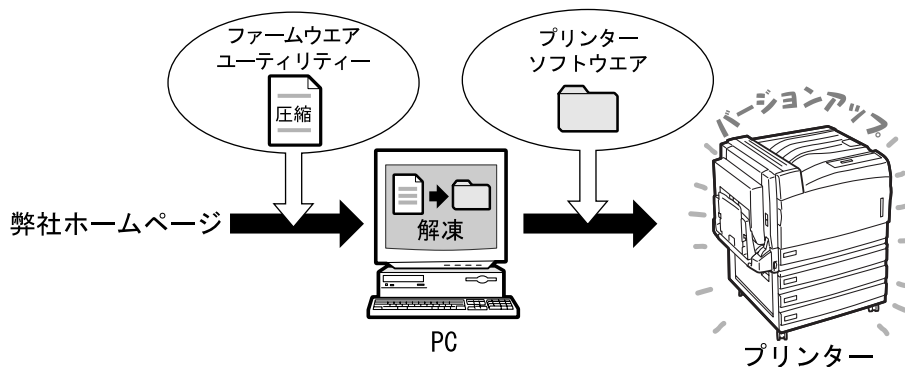 ファームウエア
ユーティリティー
圧縮
プリンター
ソフトウエア
バージョンアップ
弊社ホームページ
解凍
PC
プリンター